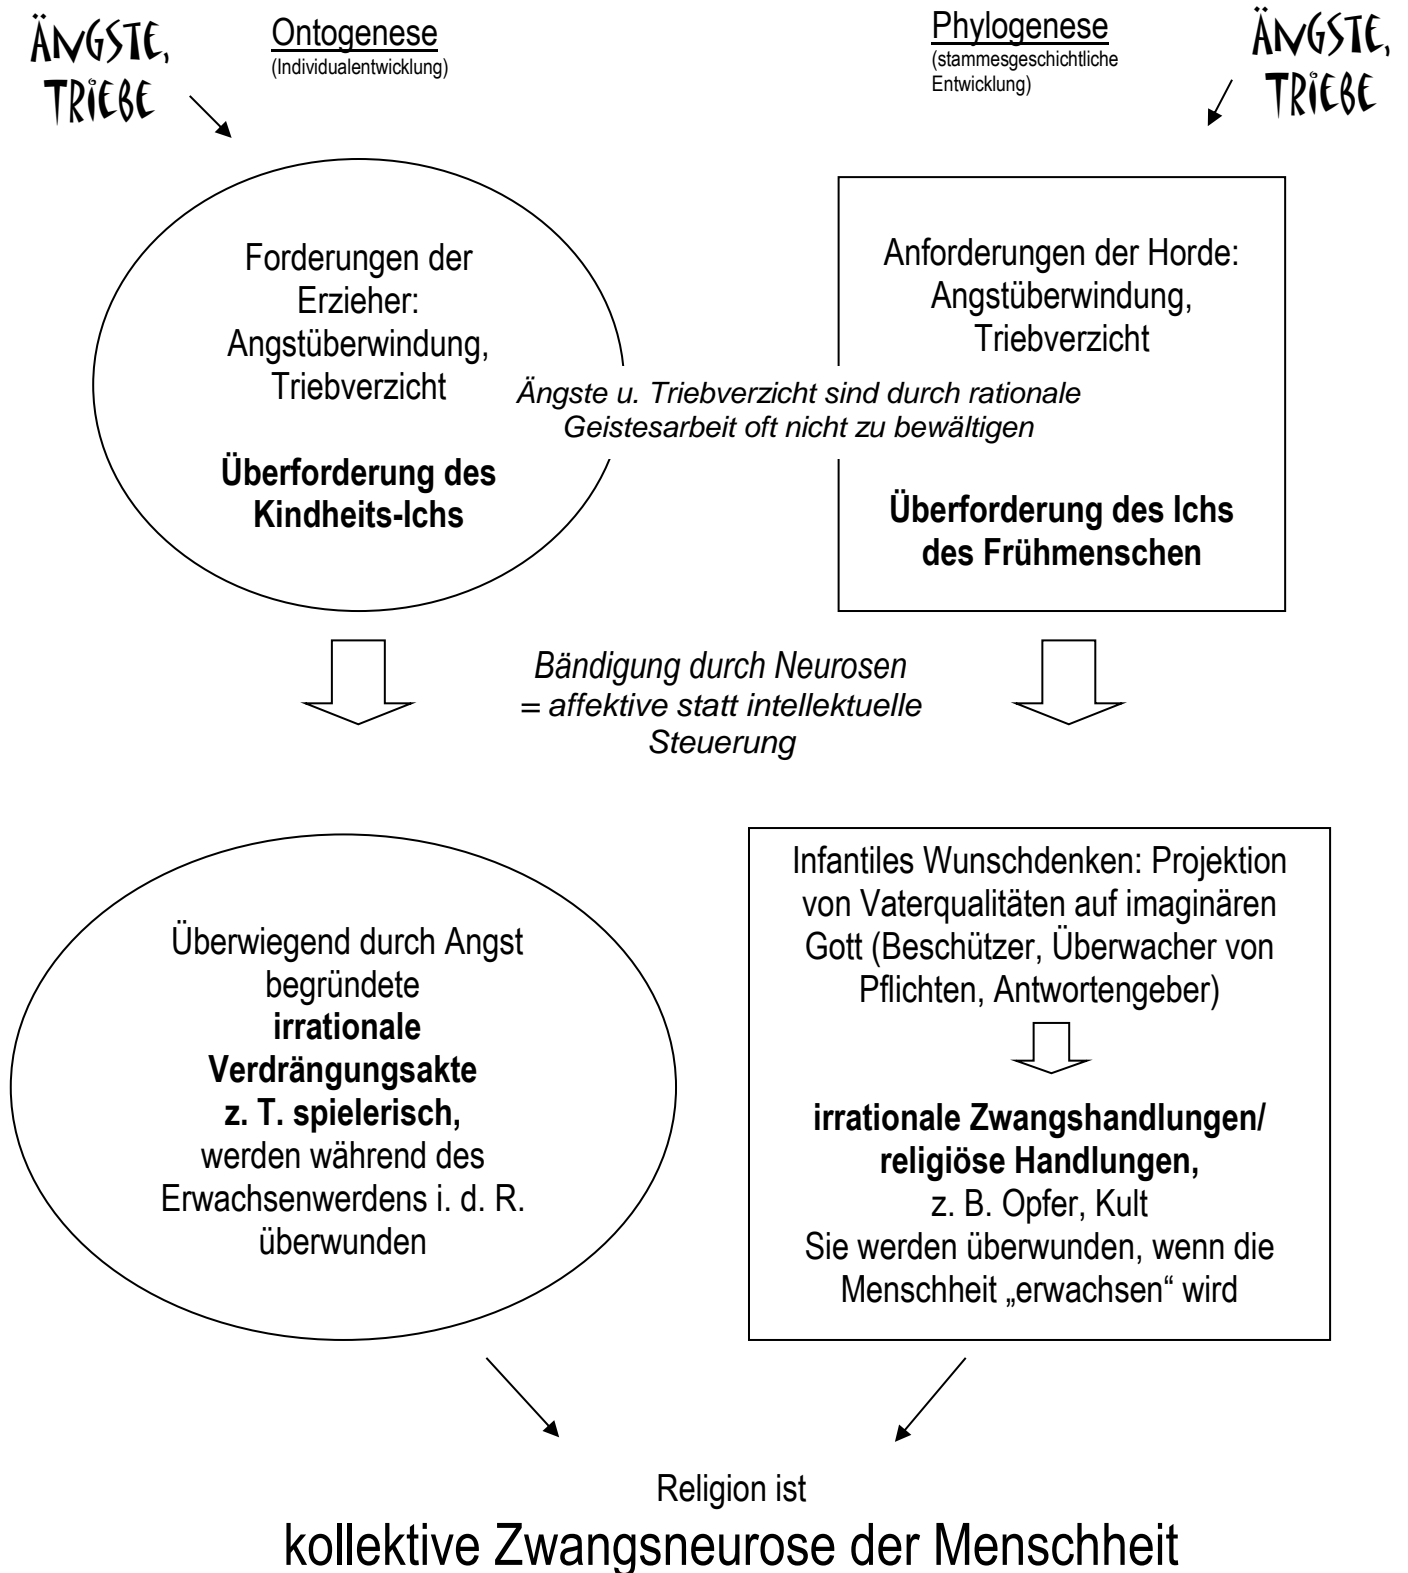 ÄNGSTE,
TRIEBE
Ontogenese
(Individualentwicklung)
Phylogenese
(stammesgeschichtliche
Entwicklung)
ÄNGSTE,
TRIEBE
Forderungen der
Erzieher:
Angstüberwindung,
Triebverzicht
Überforderung des
Kindheits-Ichs
Ängste u. Triebverzicht sind durch rationale
Geistesarbeit oft nicht zu bewältigen
Anforderungen der Horde:
Angstüberwindung,
Triebverzicht
Überforderung des Ichs
des Frühmenschen
Bändigung durch Neurosen
= affektive statt intellektuelle
Steuerung
Überwiegend durch Angst
begründete
irrationale
Verdrängungsakte
z. T. spielerisch,
werden während des
Erwachsenwerdens i. d. R.
überwunden
Infantiles Wunschdenken: Projektion
von Vaterqualitäten auf imaginären
Gott (Beschützer, Überwacher von
Pflichten, Antwortengeber)
irrationale Zwangshandlungen/
religiöse Handlungen,
z. B. Opfer, Kult
Sie werden überwunden, wenn die
Menschheit „erwachsen“ wird
Religion ist
kollektive Zwangsneurose der Menschheit